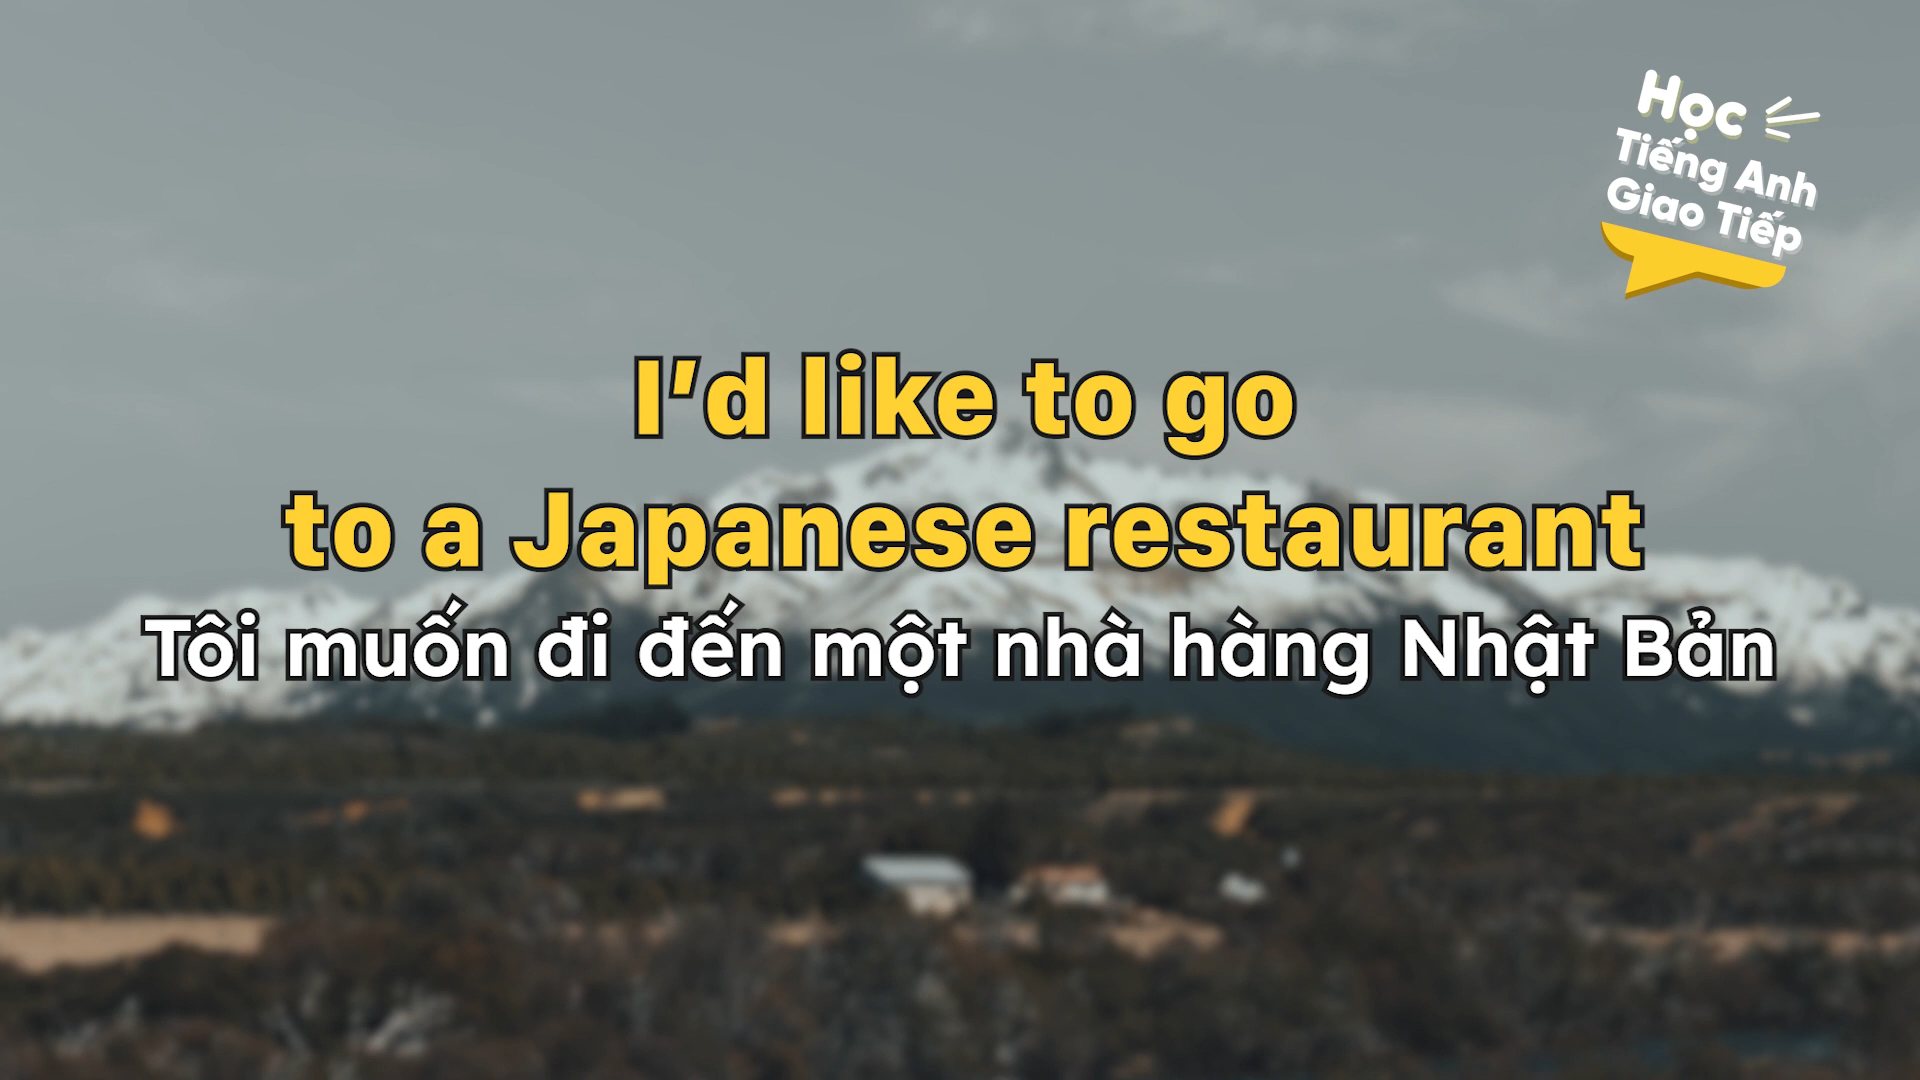 Học
Tiếng Anh
Giao Tiếp
I’d like to go
to a Japanese restaurant
Tôi muốn đi đến một nhà hàng Nhật Bản